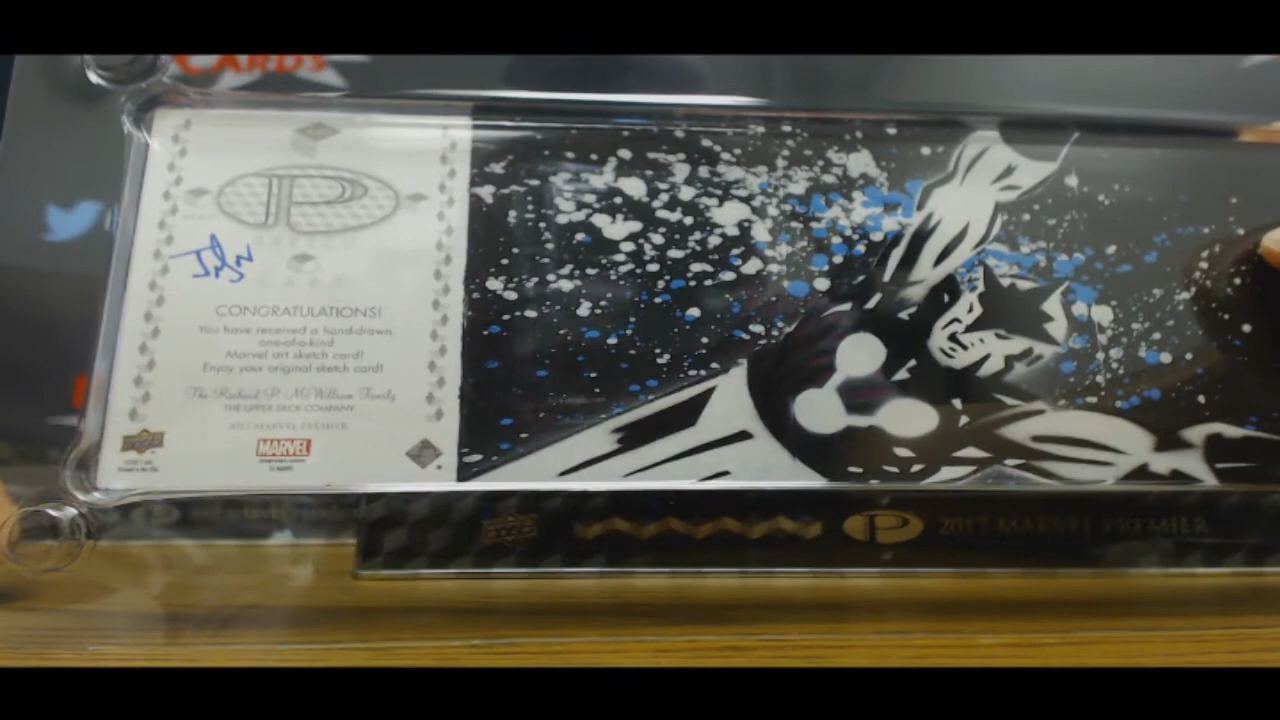 CARDS
P
CONGRATULATIONS!
You have received a hand-drawn,
one-of-a-kind
Marvel art sketch card!
Enjoy your original sketch card!
The Richard P. McWilliam Family
THE UPPER DECK COMPANY
2017 MARVEL PREMIER
MARVEL
P 2017 MARVEL PREMIER